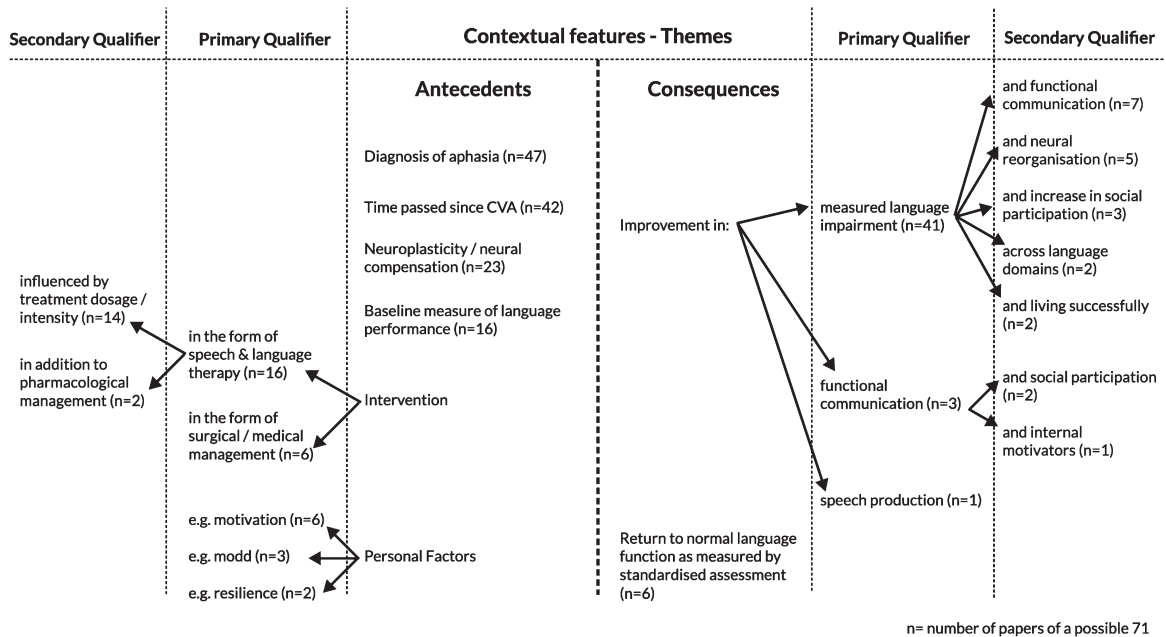 Secondary Qualifier
Primary Qualifier
Contextual features - Themes
Primary Qualifier
Secondary Qualifier
Antecedents
Consequences
influenced by
treatment dosage /
intensity (n=14)
in addition to
pharmacological
management (n=2)
in the form of
speech & language
therapy (n=16)
in the form of
surgical / medical
management (n=6)
e.g. motivation (n=6)
e.g. modd (n=3)
e.g. resilience (n=2)
Diagnosis of aphasia (n=47)
Time passed since CVA (n=42)
Neuroplasticity / neural
compensation (n=23)
Baseline measure of language
performance (n=16)
Intervention
Personal Factors
Improvement in:
Return to normal language
function as measured by
standardised assessment
(n=6)
measured language
impairment (n=41)
functional
communication (n=3)
speech production (n=1)
and functional
communication (n=7)
and neural
reorganisation (n=5)
and increase in social
participation (n=3)
across language
domains (n=2)
and living successfully
(n=2)
and social participation
(n=2)
and internal
motivators (n=1)
n= number of papers of a possible 71